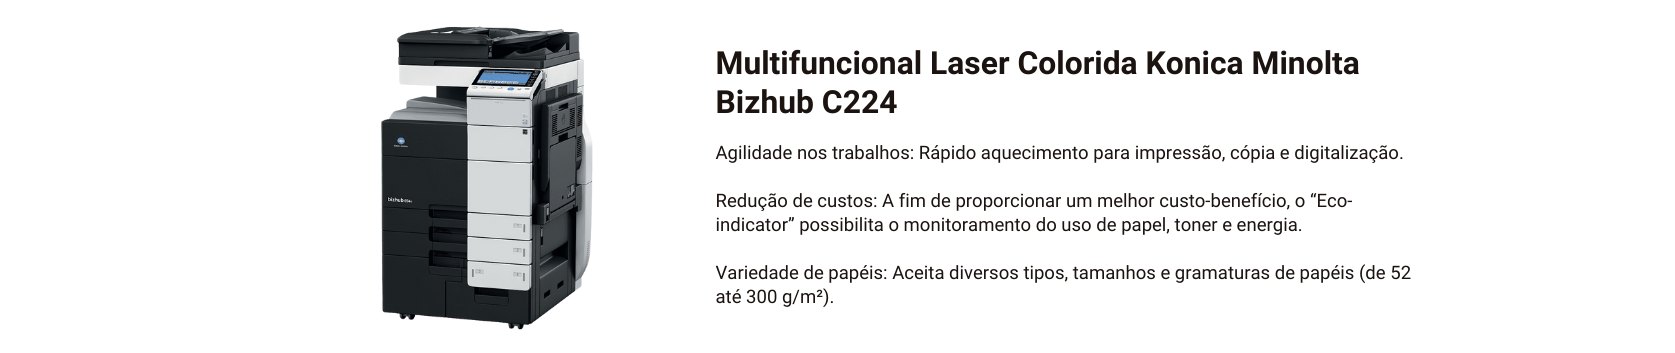 Multifuncional Laser Colorida Konica Minolta
Bizhub C224
Agilidade nos trabalhos: Rápido aquecimento para impressão, cópia e digitalização.
Redução de custos: A fim de proporcionar um melhor custo-benefício, o “Eco-
indicator” possibilita o monitoramento do uso de papel, toner e energia.
Variedade de papéis: Aceita diversos tipos, tamanhos e gramaturas de papéis (de 52
até 300 g/m²).
bizhub